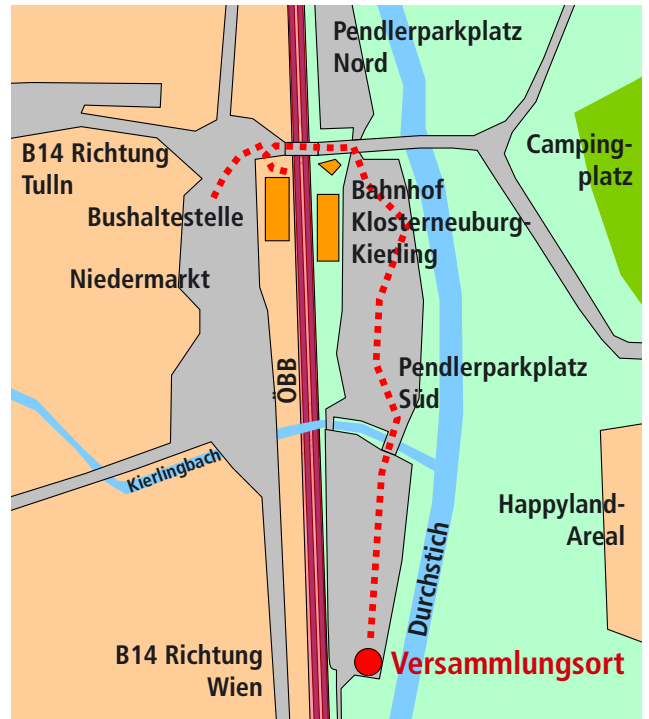 Pendlerparkplatz
Nord
B14 Richtung
Tulln
Camping-
platz
Bushaltestelle
Bahnhof
Klosterneuburg-
Kierling
Niedermarkt
ÖBB
Pendlerparkplatz
Süd
Kierlingbach
Happyland-
Areal
Durchstich
B14 Richtung
Wien
Versammlungsort